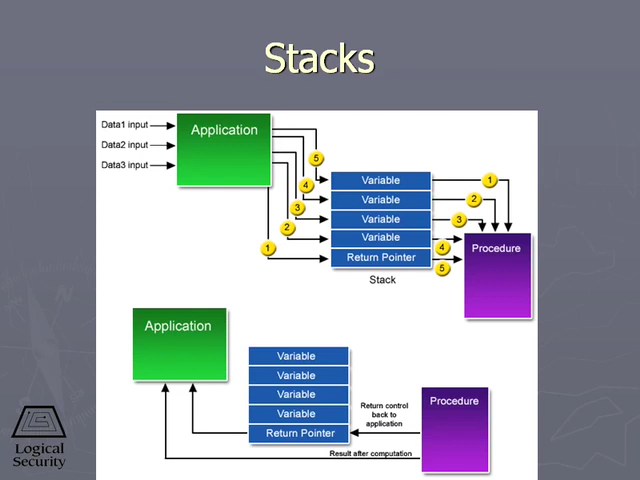 Stacks
Data1 input
Data2 input
Data3 input
Application
5
4
3
2
1
Variable
Variable
Variable
Variable
Return Pointer
Stack
1
2
3
4
5
Procedure
Application
Variable
Variable
Variable
Variable
Return Pointer
Return control
back to
application
Result after computation
Procedure
Logical
Security